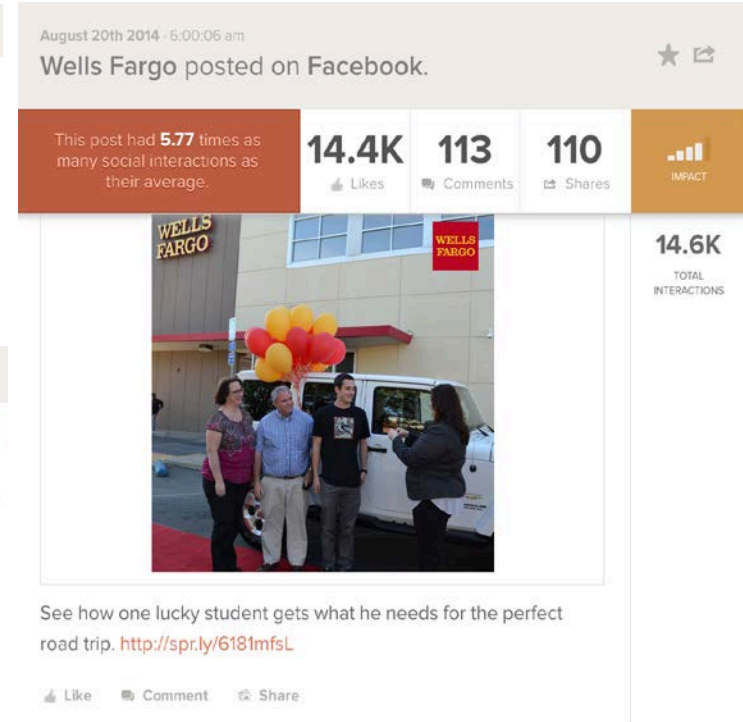 August 20th 2014 - 6:00:06 am
Wells Fargo posted on Facebook.
This post had 5.77 times as
many social interactions as
their average.
14.4K
Likes
113
Comments
110
Shares
IMPACT
14.6K
TOTAL
INTERACTIONS
WELLS
FARGO
WELLS
FARGO
See how one lucky student gets what he needs for the perfect
road trip. http://spr.ly/6181mfsL
Like Comment Share